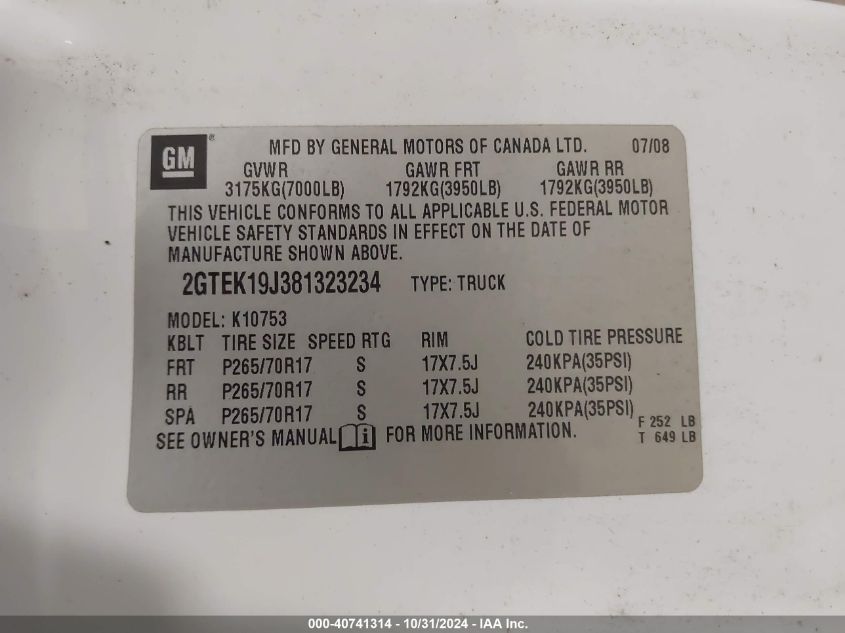 GM® MFD BY GENERAL MOTORS OF CANADA LTD. 07/08
GVWR GAWR FRT GAWR RR
3175KG(7000LB) 1792KG(3950LB) 1792KG(3950LB)
THIS VEHICLE CONFORMS TO ALL APPLICABLE U.S. FEDERAL MOTOR
VEHICLE SAFETY STANDARDS IN EFFECT ON THE DATE OF
MANUFACTURE SHOWN ABOVE.
2GTEK19J381323234 TYPE: TRUCK
MODEL: K10753
KBLT TIRE SIZE SPEED RTG RIM COLD TIRE PRESSURE
FRT P265/70R17 S 17X7.5J 240KPA(35PSI)
RR P265/70R17 S 17X7.5J 240KPA(35PSI)
SPA P265/70R17 S 17X7.5J 240KPA(35PSI)
F 252 LB
SEE OWNER'S MANUAL i FOR MORE INFORMATION. T 649 LB
000-40741314 - 10/31/2024 - IAA Inc.